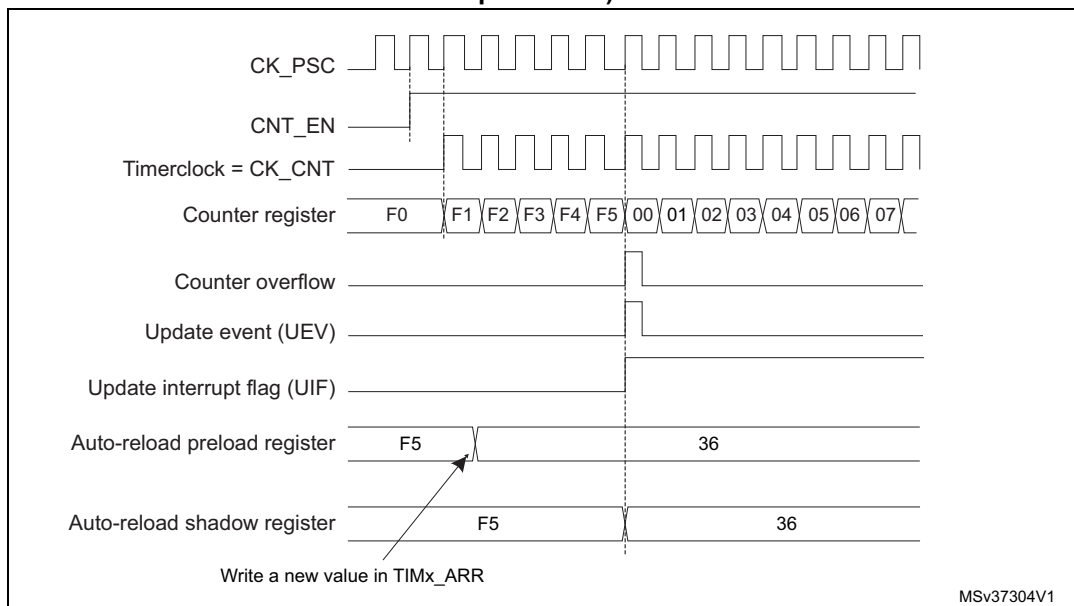 CK_PSC
CNT_EN
Timerclock = CK_CNT
Counter register F0 F1 F2 F3 F4 F5 00 01 02 03 04 05 06 07
Counter overflow
Update event (UEV)
Update interrupt flag (UIF)
Auto-reload preload register F5 36
Auto-reload shadow register F5 36
Write a new value in TIMx_ARR
MSv37304V1